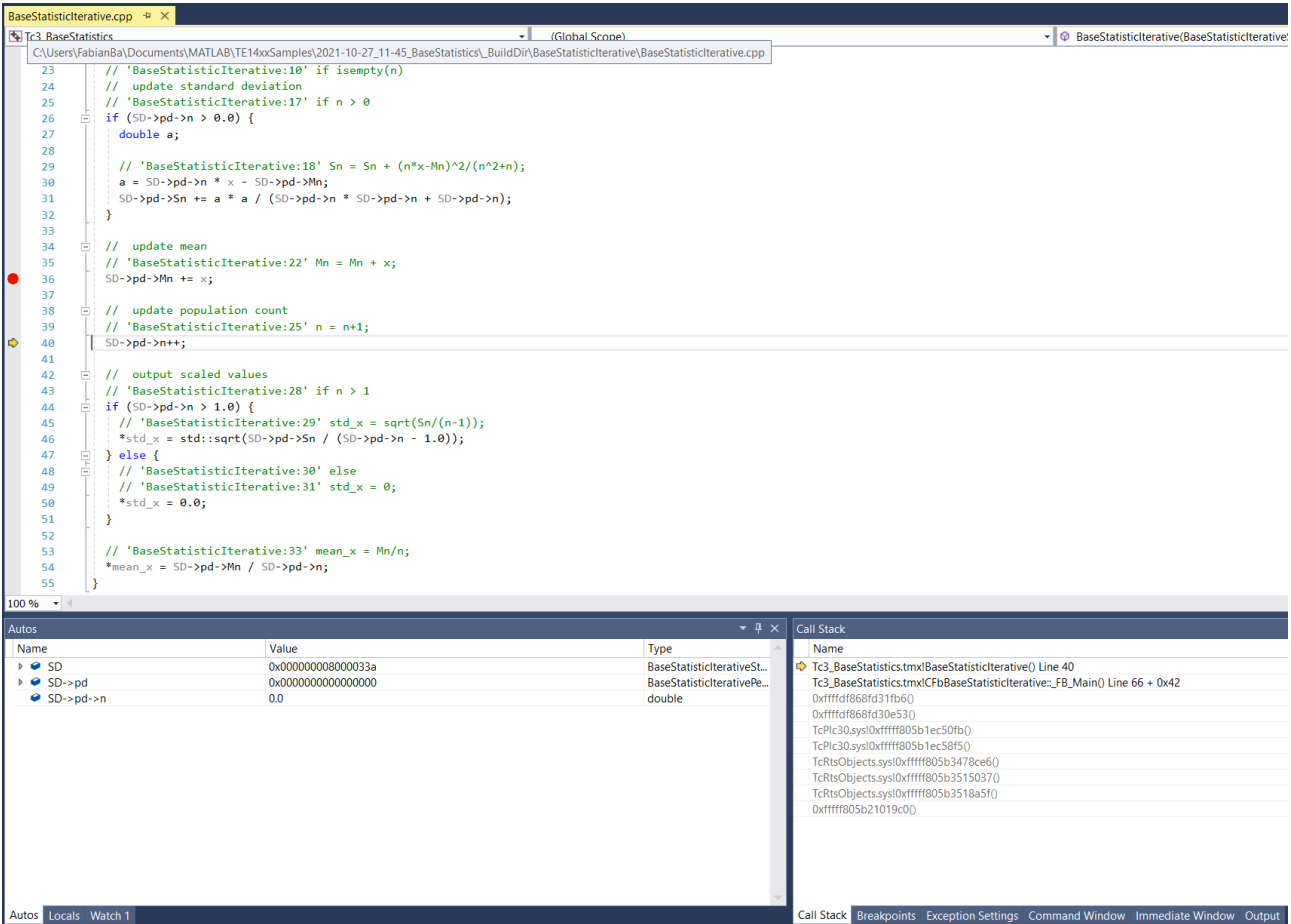 BaseStatisticIterative.cpp
Tc3_BaseStatistics (Global Scope) BaseStatisticIterative(BaseStatisticIterativeS
C:\Users\FabianBa\Documents\MATLAB\TE14xxSamples\2021-10-27_11-45_BaseStatistics\_BuildDir\BaseStatisticIterative\BaseStatisticIterative.cpp
23 // 'BaseStatisticIterative:10' if isempty(n)
24 //  update standard deviation
25 // 'BaseStatisticIterative:17' if n > 0
26 if (SD->pd->n > 0.0) {
27 double a;
28
29 // 'BaseStatisticIterative:18' Sn = Sn + (n*x-Mn)^2/(n^2+n);
30 a = SD->pd->n * x - SD->pd->Mn;
31 SD->pd->Sn += a * a / (SD->pd->n * SD->pd->n + SD->pd->n);
32 }
33
34 //  update mean
35 // 'BaseStatisticIterative:22' Mn = Mn + x;
36 SD->pd->Mn += x;
37
38 //  update population count
39 // 'BaseStatisticIterative:25' n = n+1;
40 SD->pd->n++;
41
42 //  output scaled values
43 // 'BaseStatisticIterative:28' if n > 1
44 if (SD->pd->n > 1.0) {
45 // 'BaseStatisticIterative:29' std_x = sqrt(Sn/(n-1));
46 *std_x = std::sqrt(SD->pd->Sn / (SD->pd->n - 1.0));
47 } else {
48 // 'BaseStatisticIterative:30' else
49 // 'BaseStatisticIterative:31' std_x = 0;
50 *std_x = 0.0;
51 }
52
53 // 'BaseStatisticIterative:33' mean_x = Mn/n;
54 *mean_x = SD->pd->Mn / SD->pd->n;
55 }
100 %
Autos
Name Value Type
SD 0x000000008000033a BaseStatisticIterativeSt...
SD->pd 0x0000000000000000 BaseStatisticIterativePe...
SD->pd->n 0.0 double
Autos Locals Watch 1
Call Stack
Name
Tc3_BaseStatistics.tmx!BaseStatisticIterative() Line 40
Tc3_BaseStatistics.tmx!CFbBaseStatisticIterative::_FB_Main() Line 66 + 0x42
0xffffdf868fd31fb6()
0xffffdf868fd30e53()
TcPlc30.sys!0xfffff805b1ec50fb()
TcPlc30.sys!0xfffff805b1ec58f5()
TcRtsObjects.sys!0xfffff805b3478ce6()
TcRtsObjects.sys!0xfffff805b3515037()
TcRtsObjects.sys!0xfffff805b3518a5f()
0xfffff805b21019c0()
Call Stack Breakpoints Exception Settings Command Window Immediate Window Output